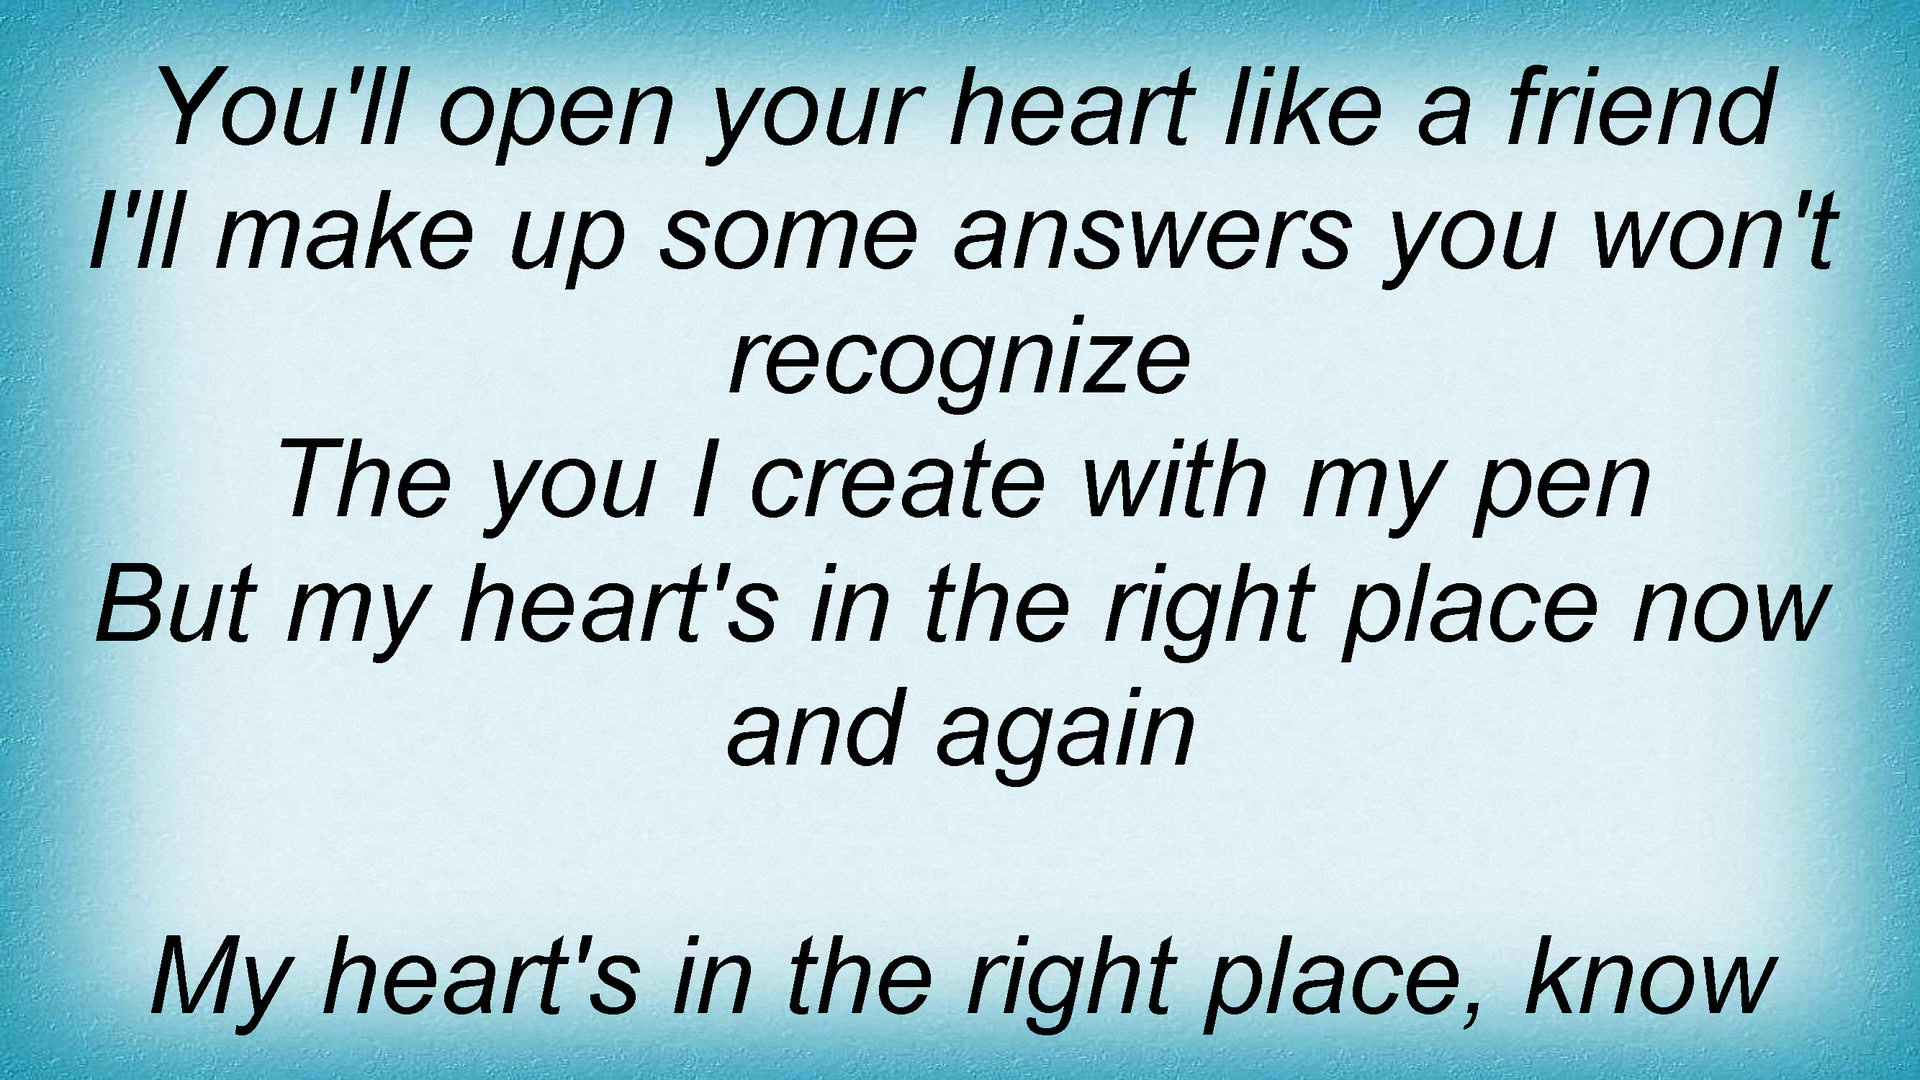 You'll open your heart like a friend
I'll make up some answers you won't
recognize
The you I create with my pen
But my heart's in the right place now
and again
My heart's in the right place, know